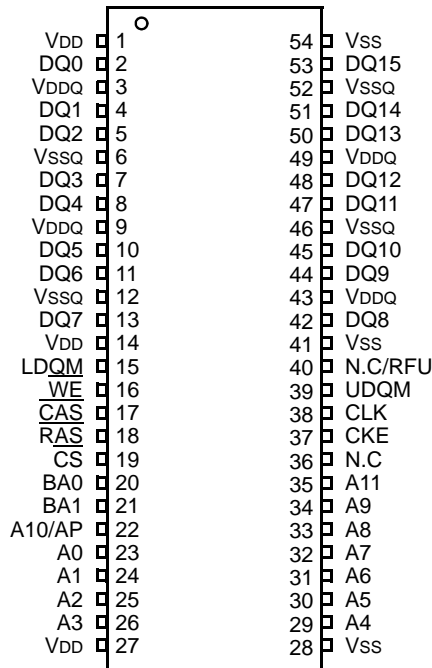 VDD 1 54 VSS
DQ0 2 53 DQ15
VDDQ 3 52 VSSQ
DQ1 4 51 DQ14
DQ2 5 50 DQ13
VSSQ 6 49 VDDQ
DQ3 7 48 DQ12
DQ4 8 47 DQ11
VDDQ 9 46 VSSQ
DQ5 10 45 DQ10
DQ6 11 44 DQ9
VSSQ 12 43 VDDQ
DQ7 13 42 DQ8
VDD 14 41 VSS
LDQM 15 40 N.C/RFU
WE 16 39 UDQM
CAS 17 38 CLK
RAS 18 37 CKE
CS 19 36 N.C
BA0 20 35 A11
BA1 21 34 A9
A10/AP 22 33 A8
A0 23 32 A7
A1 24 31 A6
A2 25 30 A5
A3 26 29 A4
VDD 27 28 VSS